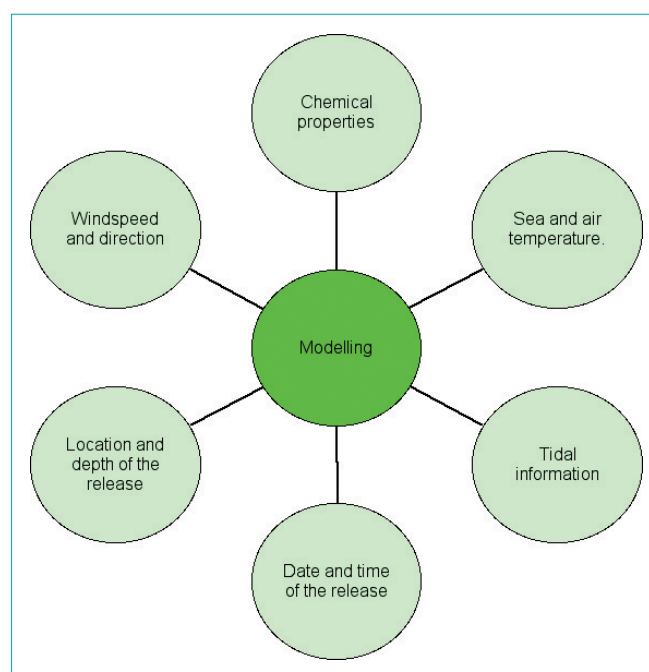 Chemical
properties
Windspeed
and direction
Sea and air
temperature.
Modelling
Location and
depth of the
release
Tidal
information
Date and time
of the release